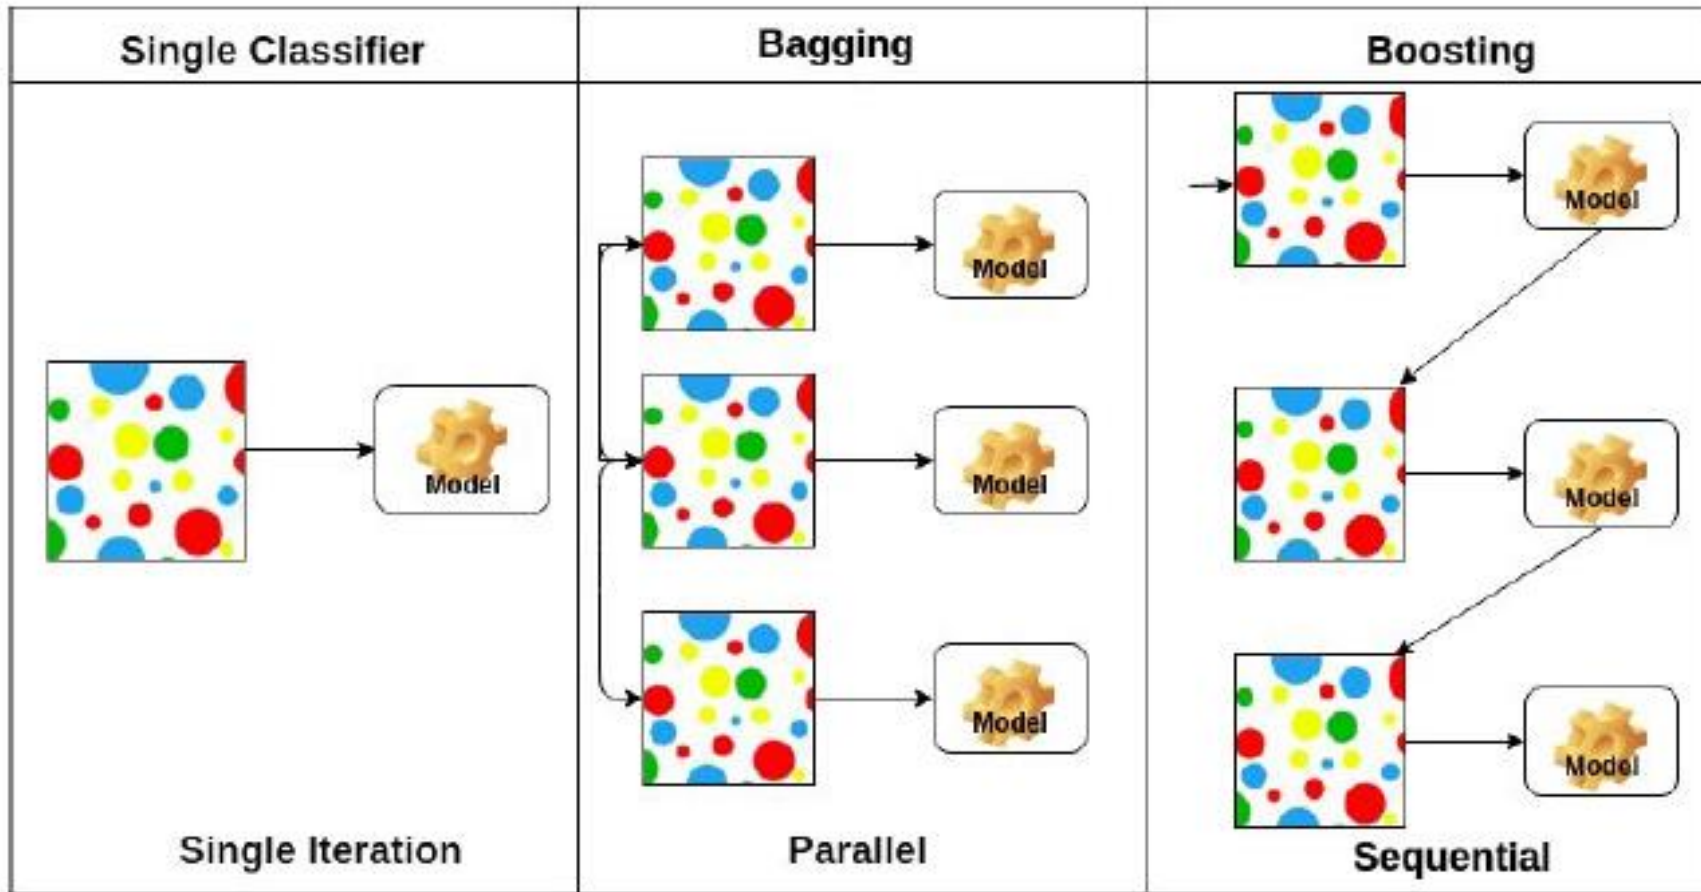 Single Classifier
Bagging
Boosting
Model
Model
Model
Model
Model
Model
Model
Single Iteration
Parallel
Sequential